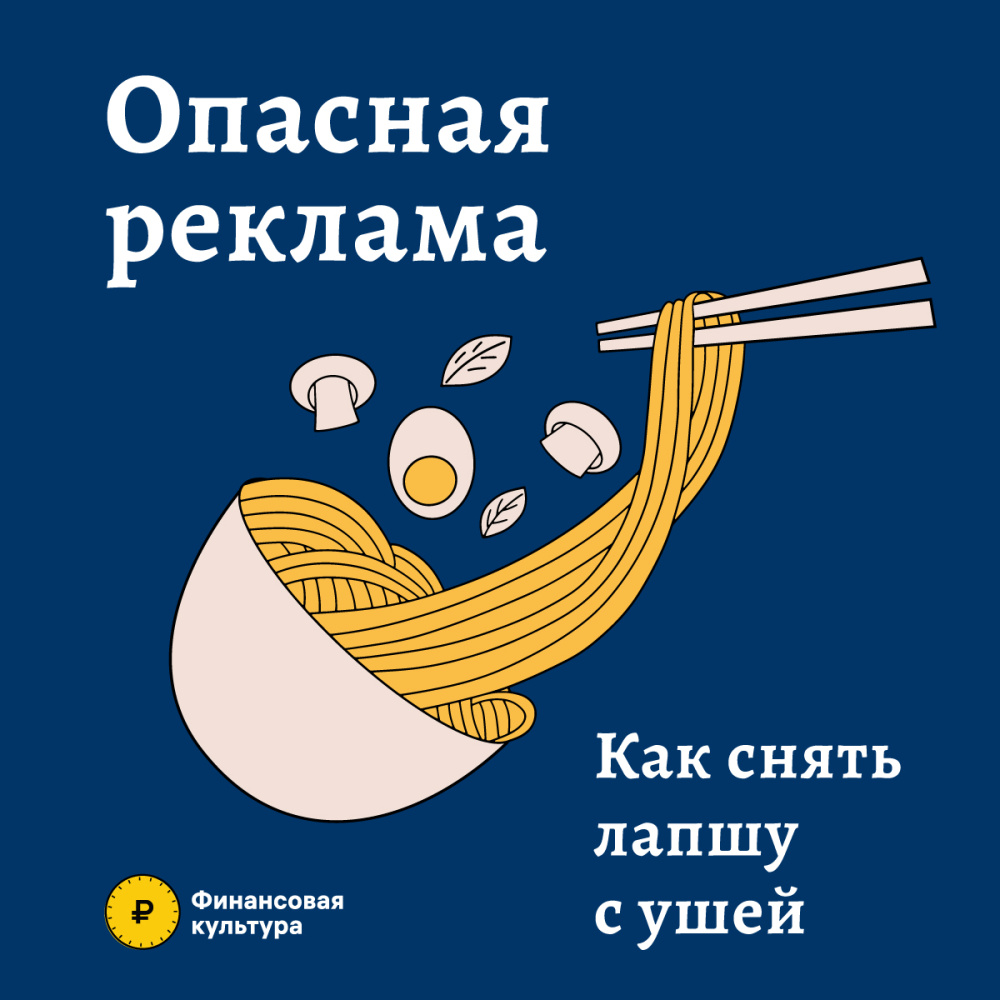 Опасная
реклама
Как снять
лапшу
с ушей
₽
Финансовая
культура